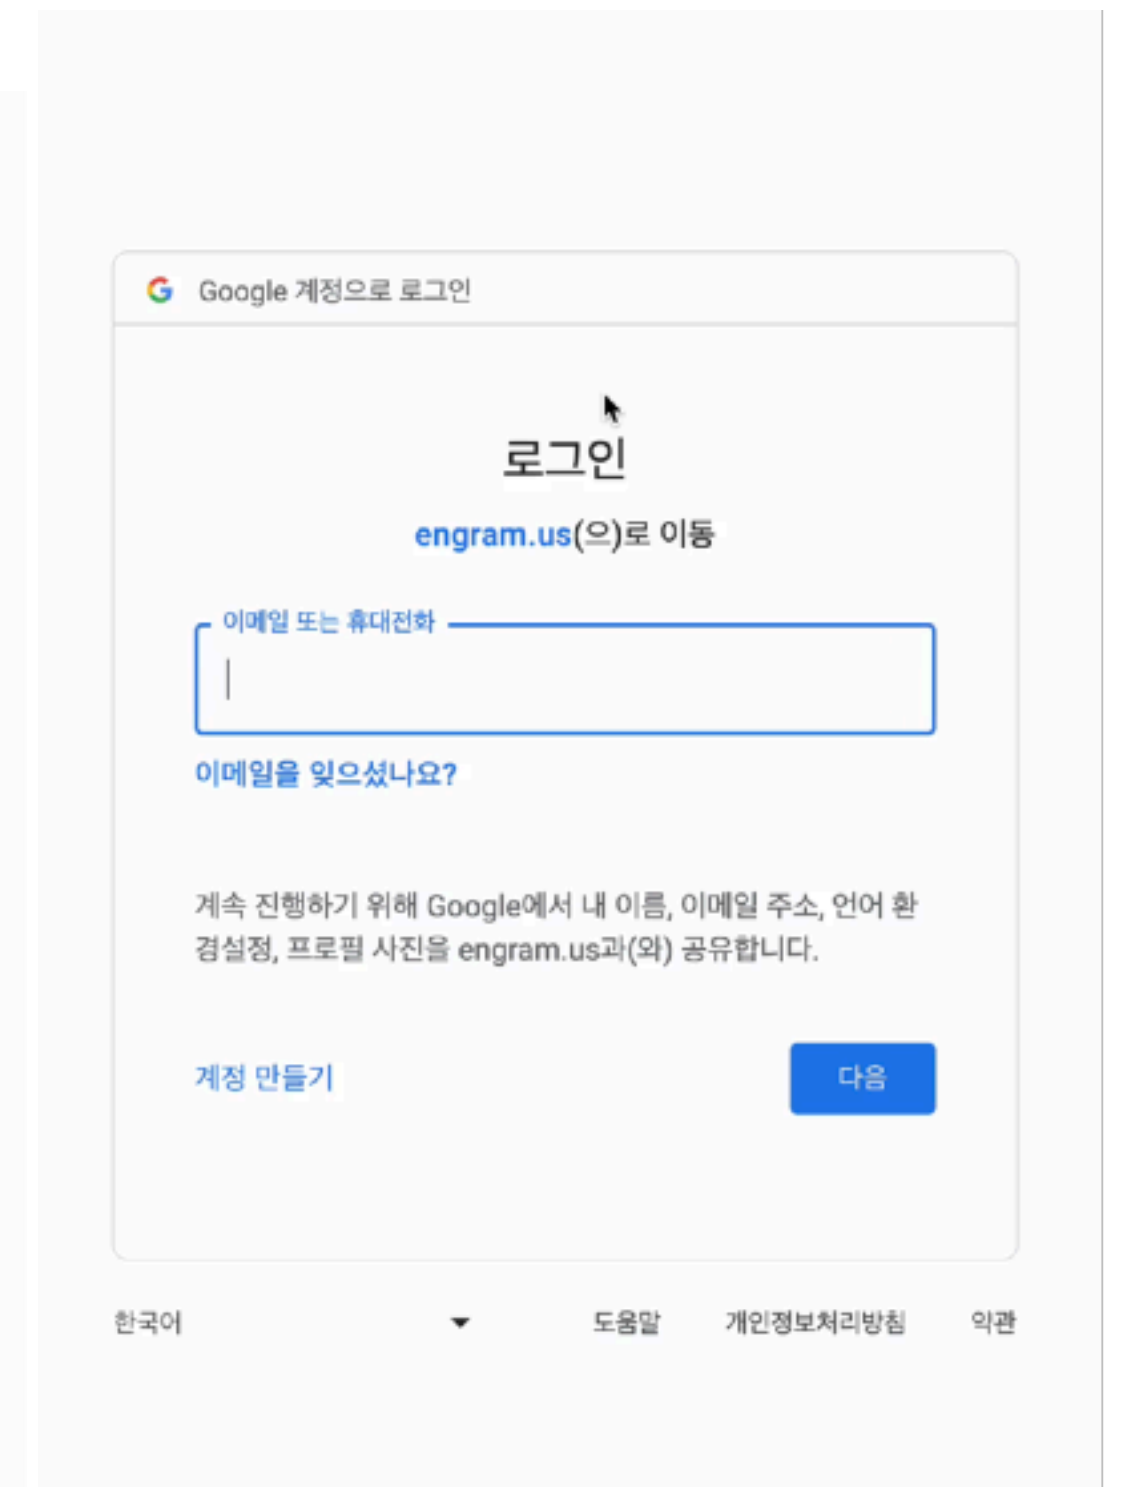 Google 계정으로 로그인
로그인
engram.us(으)로 이동
이메일 또는 휴대전화
이메일을 잊으셨나요?
계속 진행하기 위해 Google에서 내 이름, 이메일 주소, 언어 환
경설정, 프로필 사진을 engram.us과(와) 공유합니다.
계정 만들기 다음
한국어 도움말 개인정보처리방침 약관